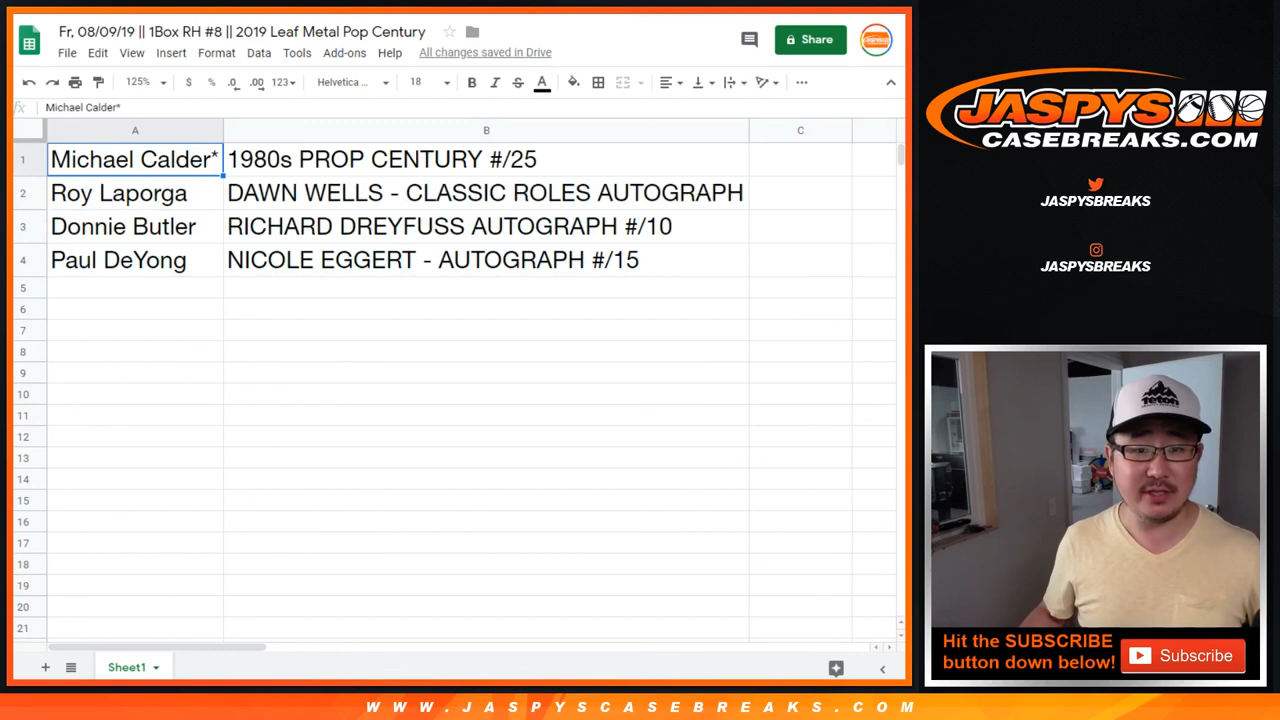 Fr, 08/09/19 || 1Box RH #8 || 2019 Leaf Metal Pop Century
File Edit View Insert Format Data Tools Add-ons Help All changes saved in Drive
Share
125% $ % .0 .00 123 Helvetica ... 18 B I S A
fx Michael Calder*
A B C
1 Michael Calder* 1980s PROP CENTURY #/25
2 Roy Laporga DAWN WELLS - CLASSIC ROLES AUTOGRAPH
3 Donnie Butler RICHARD DREYFUSS AUTOGRAPH #/10
4 Paul DeYong NICOLE EGGERT - AUTOGRAPH #/15
5
6
7
8
9
10
11
12
13
14
15
16
17
18
19
20
21
Sheet1
JASPYS
CASEBREAKS.COM
JASPYSBREAKS
JASPYSBREAKS
Teton
Hit the SUBSCRIBE
button down below!
Subscribe
WWW.JASPYSCASEBREAKS.COM